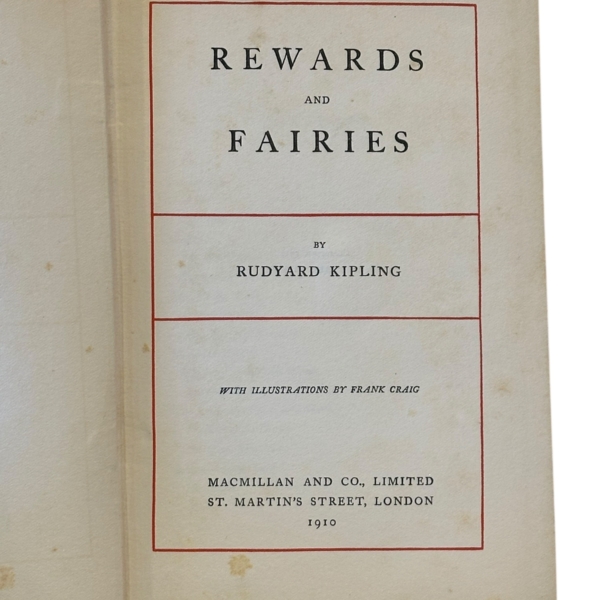 REWARDS
AND
FAIRIES
BY
RUDYARD KIPLING
WITH ILLUSTRATIONS BY FRANK CRAIG
MACMILLAN AND CO., LIMITED
ST. MARTIN'S STREET, LONDON
1910